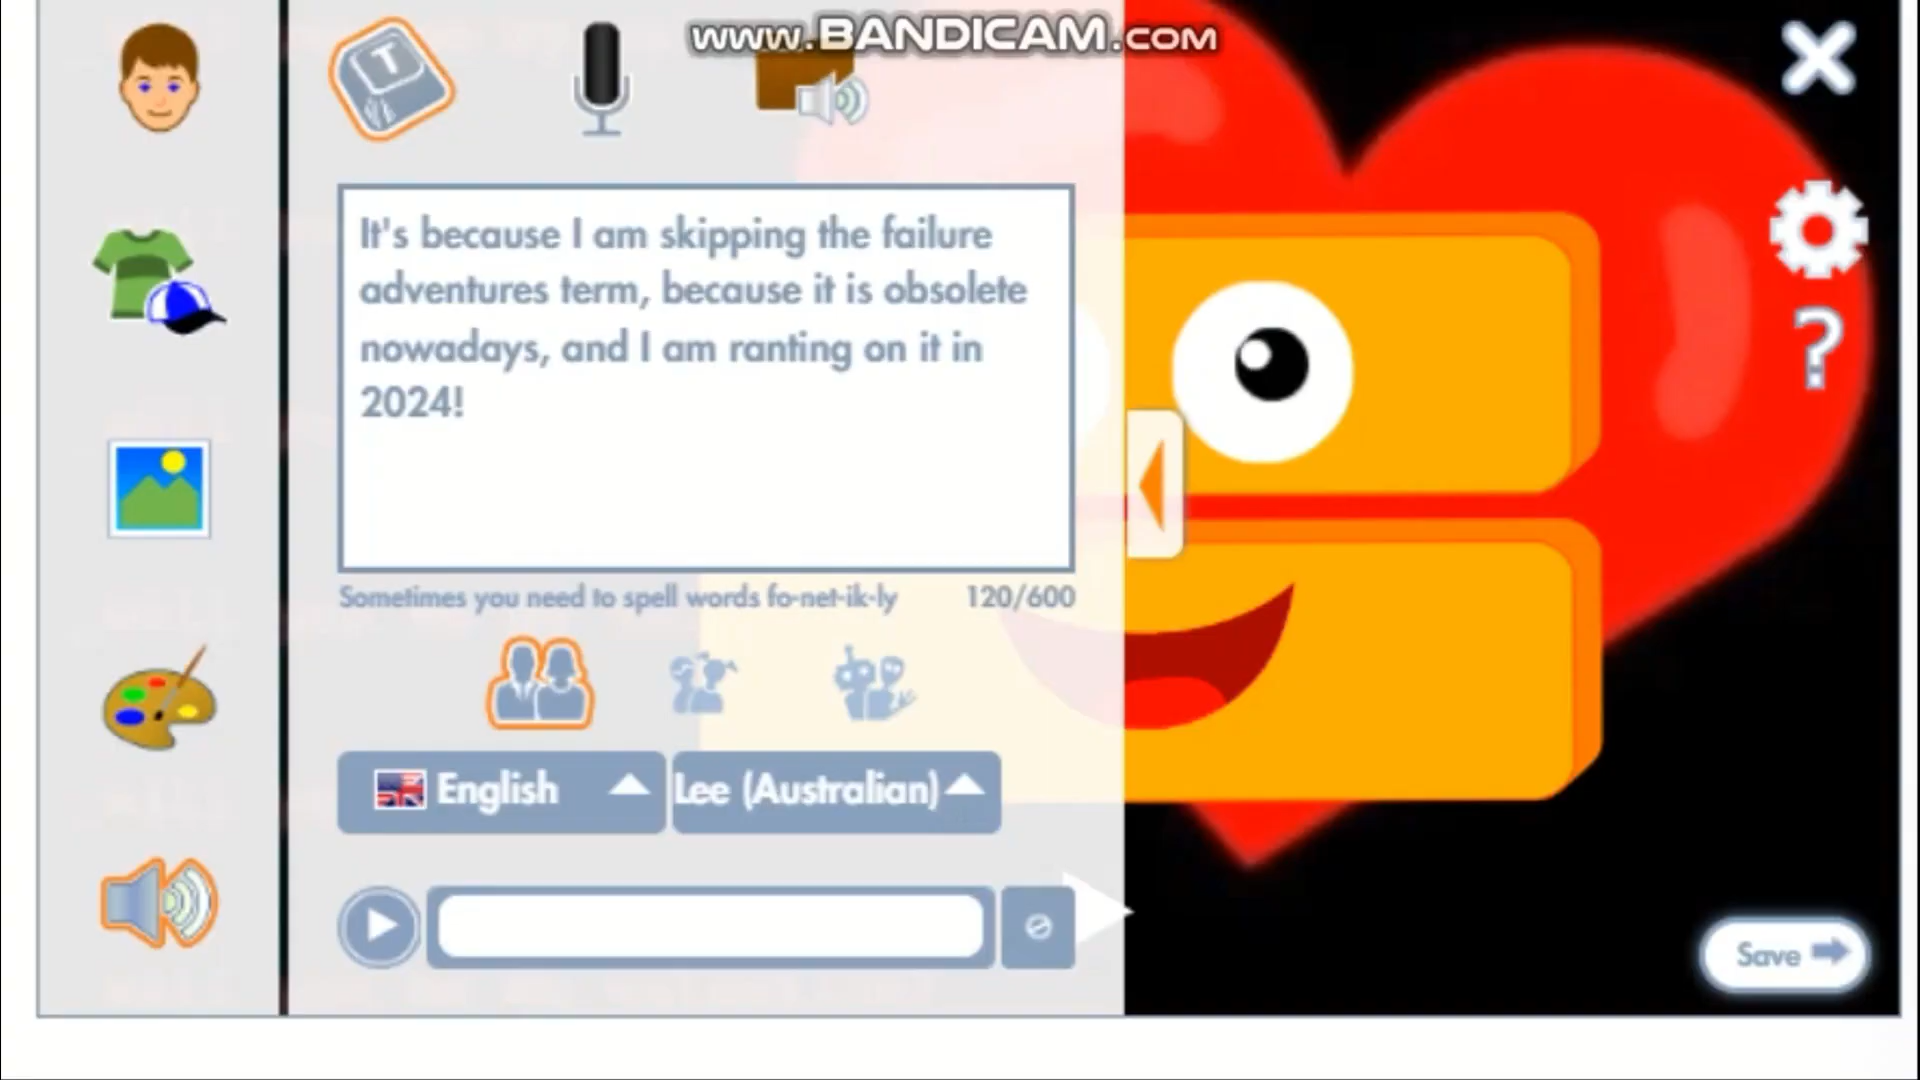 www.BANDICAM.com
T
It's because I am skipping the failure
adventures term, because it is obsolete
nowadays, and I am ranting on it in
2024!
Sometimes you need to spell words fo-net-ik-ly 120/600
English Lee (Australian)
Save